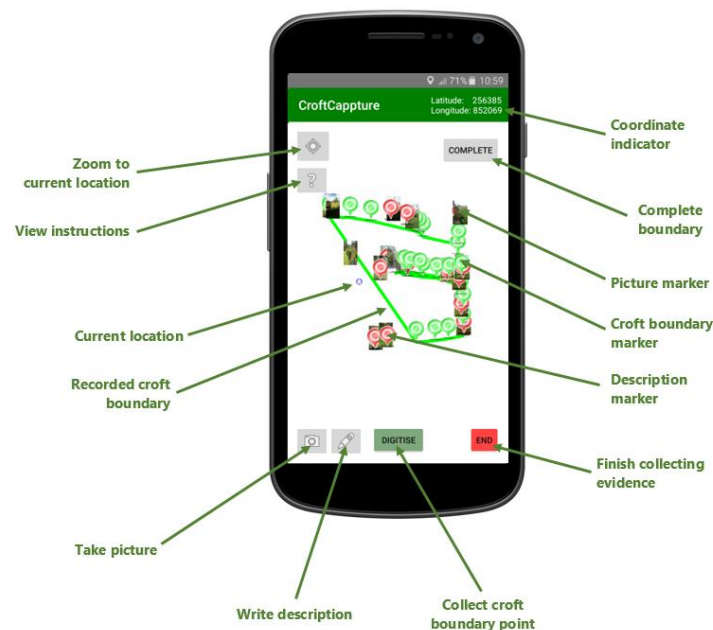 71% 10:59
CroftCappture
Latitude: 256385
Longitude: 852069
COMPLETE
?
DIGITISE
END
Zoom to
current location
View instructions
Current location
Recorded croft
boundary
Take picture
Write description
Collect croft
boundary point
Coordinate
indicator
Complete
boundary
Picture marker
Croft boundary
marker
Description
marker
Finish collecting
evidence